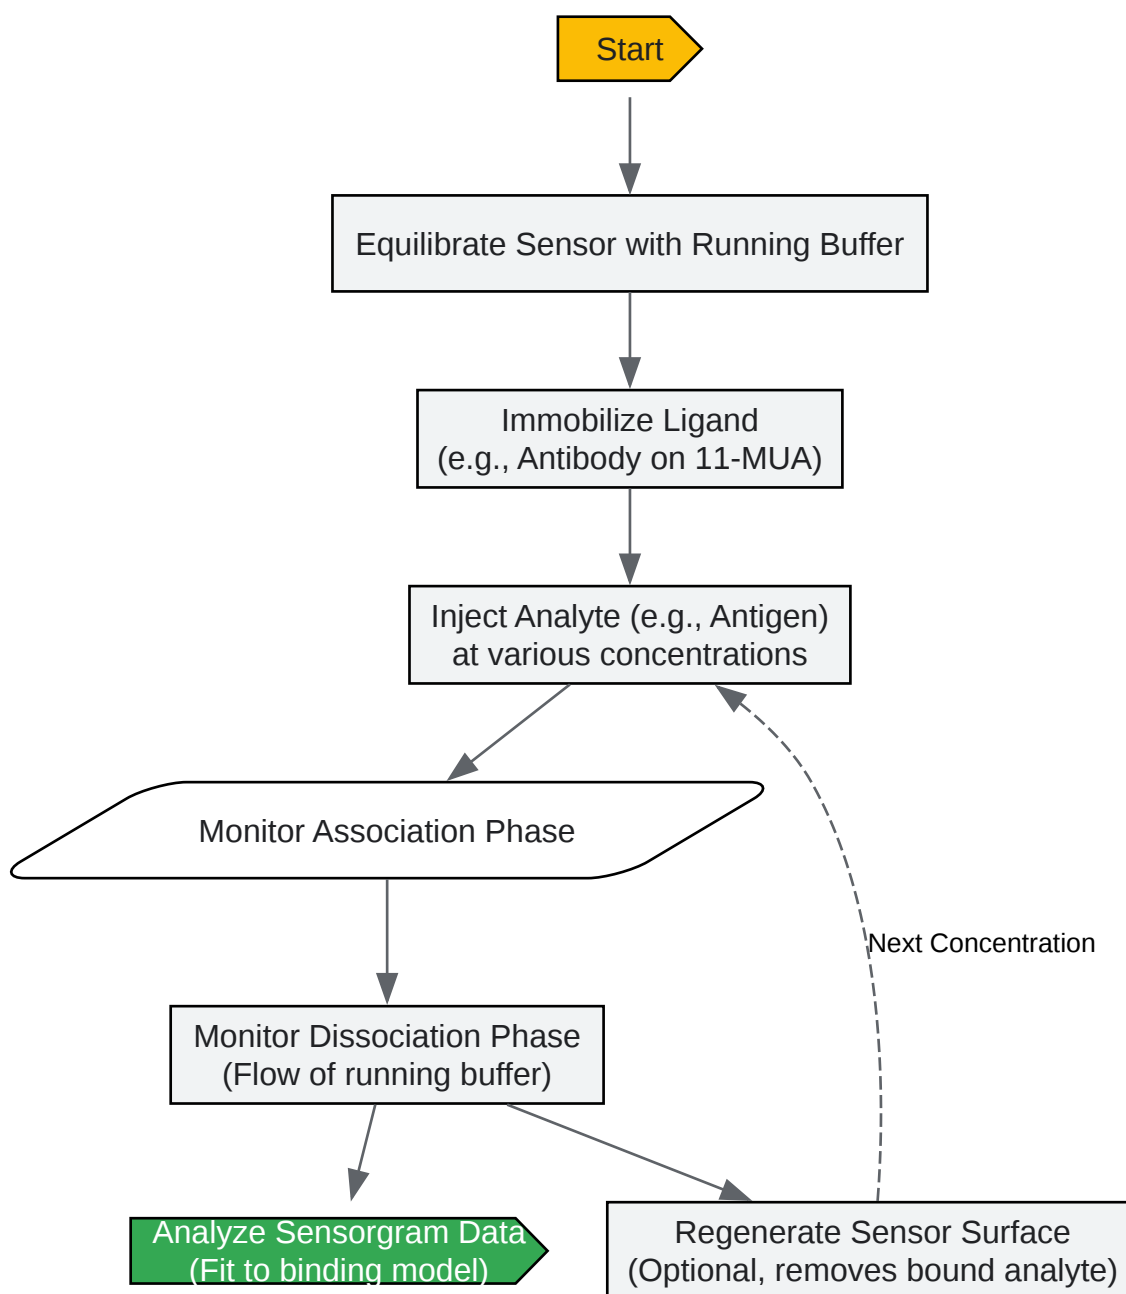 Start
Equilibrate Sensor with Running Buffer
Immobilize Ligand
(e.g., Antibody on 11-MUA)
Inject Analyte (e.g., Antigen)
at various concentrations
Monitor Association Phase
Next Concentration
Monitor Dissociation Phase
(Flow of running buffer)
Analyze Sensorgram Data
(Fit to binding model)
Regenerate Sensor Surface
(Optional, removes bound analyte)